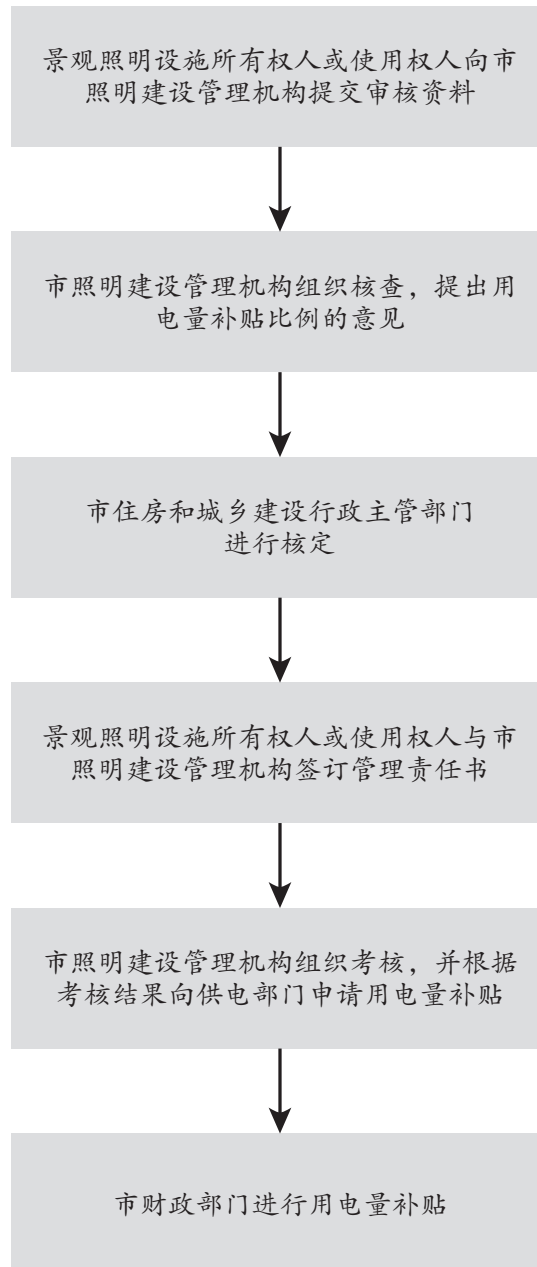 景观照明设施所有权人或使用权人向市
照明建设管理机构提交审核资料
市照明建设管理机构组织核查，提出用
电量补贴比例的意见
市住房和城乡建设行政主管部门
进行核定
景观照明设施所有权人或使用权人与市
照明建设管理机构签订管理责任书
市照明建设管理机构组织考核，并根据
考核结果向供电部门申请用电量补贴
市财政部门进行用电量补贴